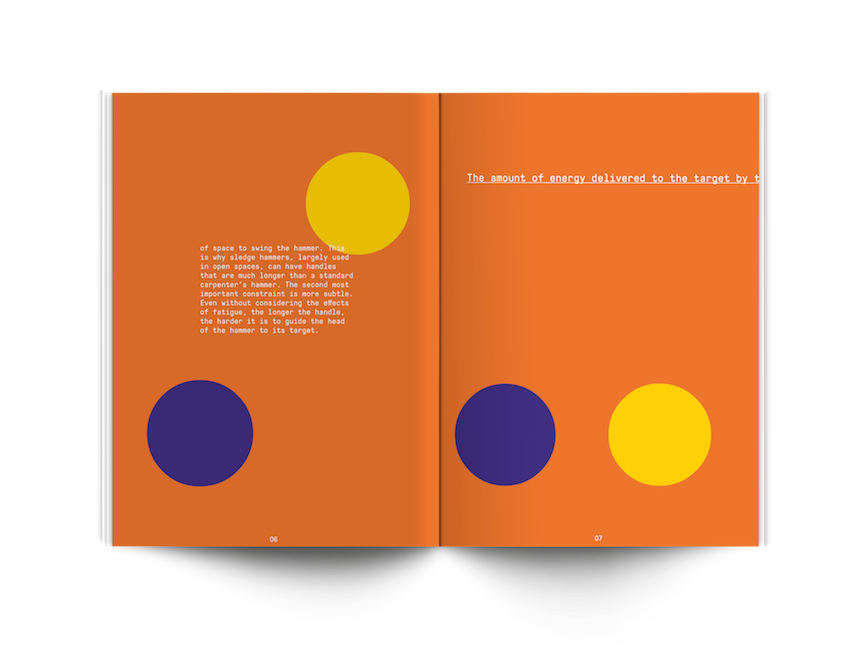 of space to swing the hammer. This
is why sledge hammers, largely used
in open spaces, can have handles
that are much longer than a standard
carpenter's hammer. The second most
important constraint is more subtle.
Even without considering the effects
of fatigue, the longer the handle,
the harder it is to guide the head
of the hammer to its target.
06
The amount of energy delivered to the target by t
07